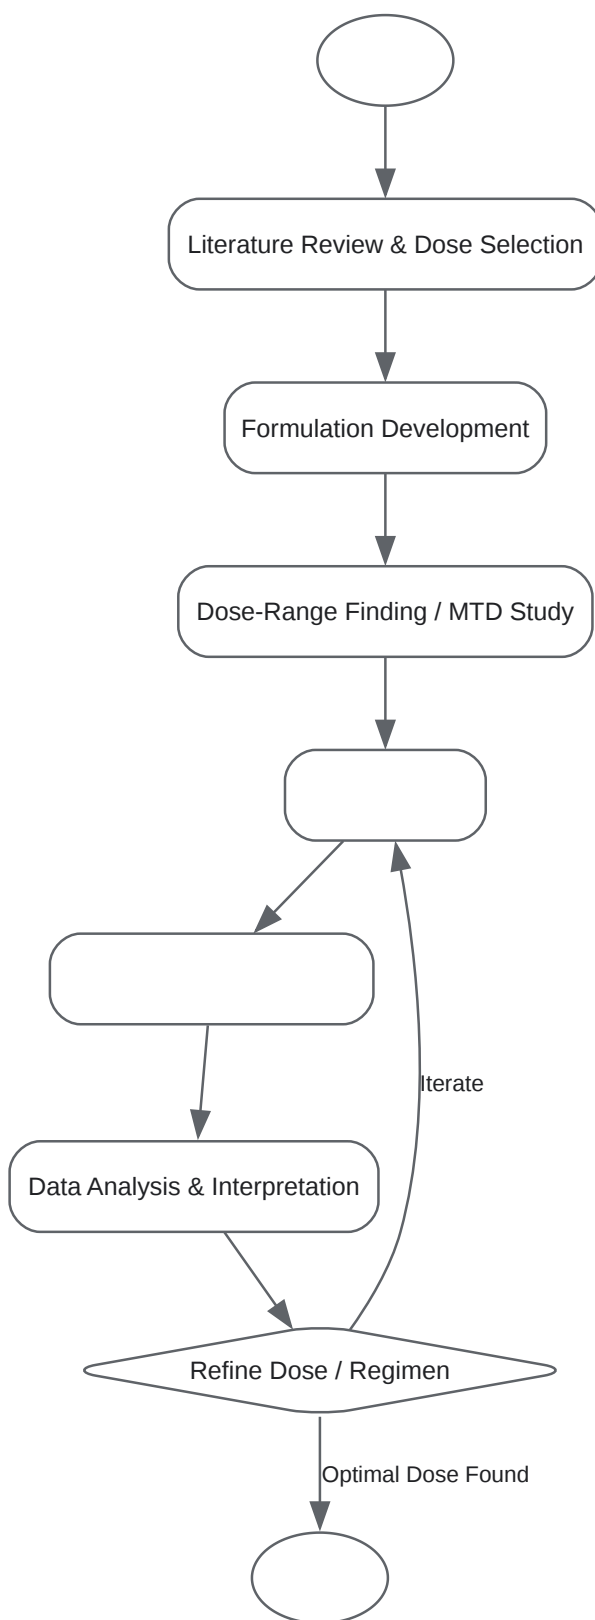 Literature Review & Dose Selection
Formulation Development
Dose-Range Finding / MTD Study
Iterate
Data Analysis & Interpretation
Refine Dose / Regimen
Optimal Dose Found